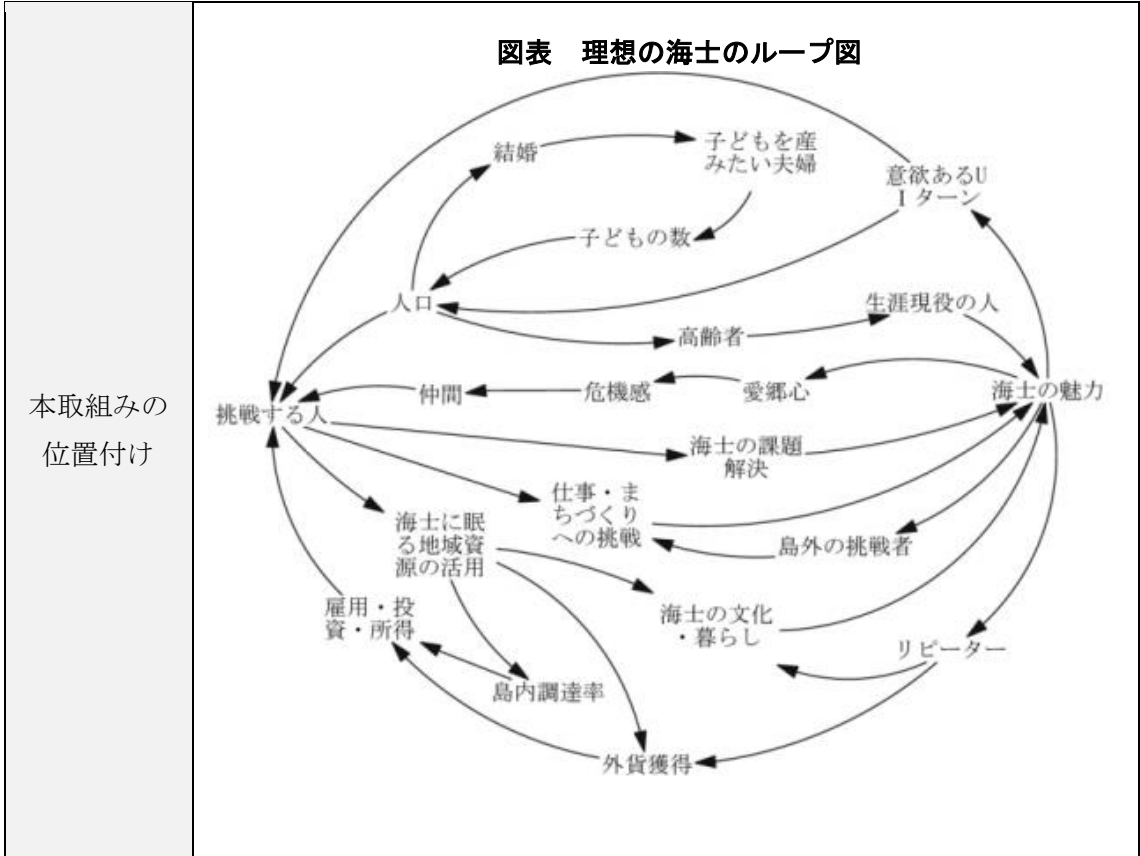 図表　理想の海士のループ図
本取組みの
位置付け
結婚
子どもを産
みたい夫婦
意欲あるU
Iターン
子どもの数
人口
生涯現役の人
高齢者
仲間
危機感
愛郷心
海士の魅力
挑戦する人
海士の課題
解決
仕事・ま
ちづくり
への挑戦
海士に眠
る地域資
源の活用
島外の挑戦者
雇用・投
資・所得
海士の文化
・暮らし
リピーター
島内調達率
外貨獲得